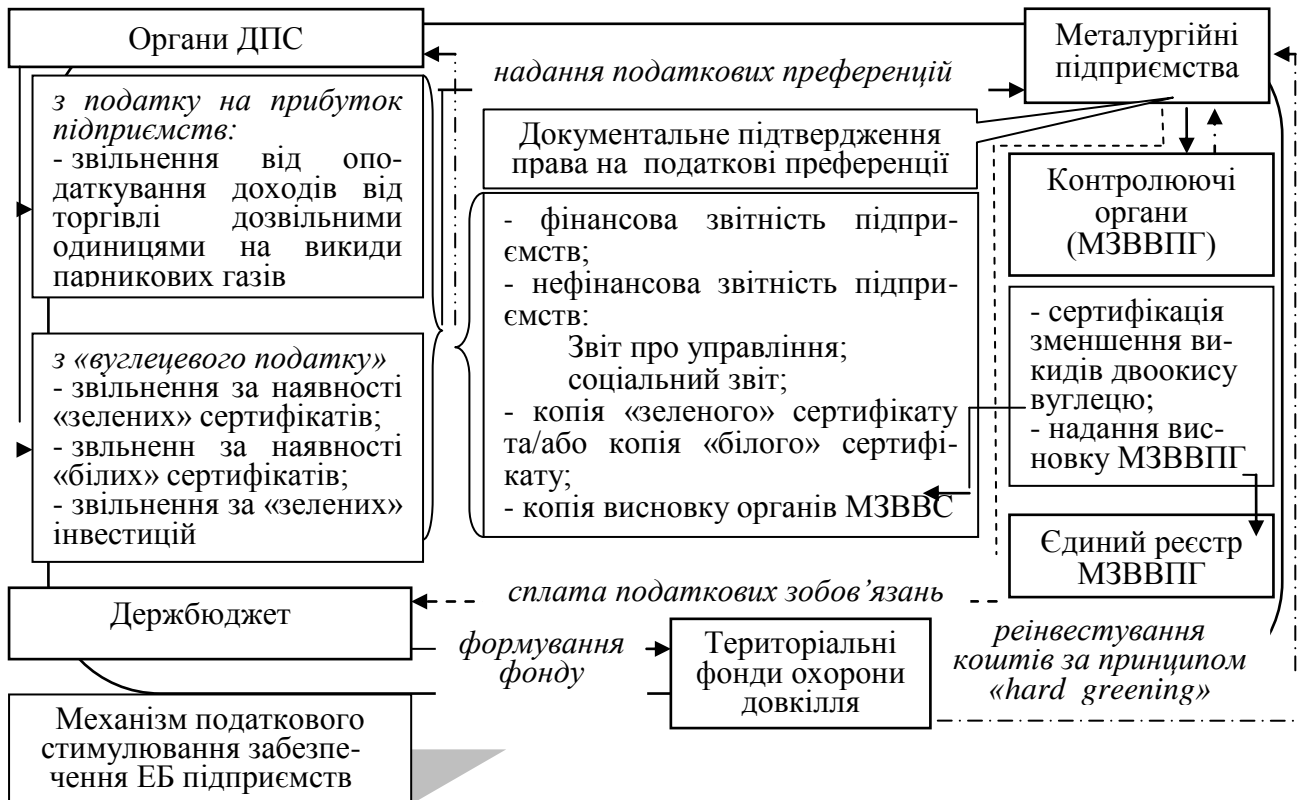 Органи ДПС
Металургійні
підприємства
надання податкових преференцій
з податку на прибуток
підприємств:
- звільнення від опо-
даткування доходів від
торгівлі дозвільними
одиницями на викиди
парникових газів
Документальне підтвердження
права на податкові преференції
Контролюючі
органи
(МЗВВПГ)
- фінансова звітність підпри-
ємств;
- нефінансова звітність підпри-
ємств:
Звіт про управління;
соціальний звіт;
- копія «зеленого» сертифікату
та/або копія «білого» сертифі-
кату;
- копія висновку органів МЗВВС
- сертифікація
зменшення ви-
кидів двоокису
вуглецю;
- надання вис-
новку МЗВВПГ
з «вуглецевого податку»
- звільнення за наявності
«зелених» сертифікатів;
- звльненн за наявності
«білих» сертифікатів;
- звільнення за «зелених»
інвестицій
Єдиний реєстр
МЗВВПГ
Держбюджет
сплата податкових зобов’язань
формування
фонду
Територіальні
фонди охорони
довкілля
реінвестування
коштів за принципом
«hard greening»
Механізм податкового
стимулювання забезпе-
чення ЕБ підприємств